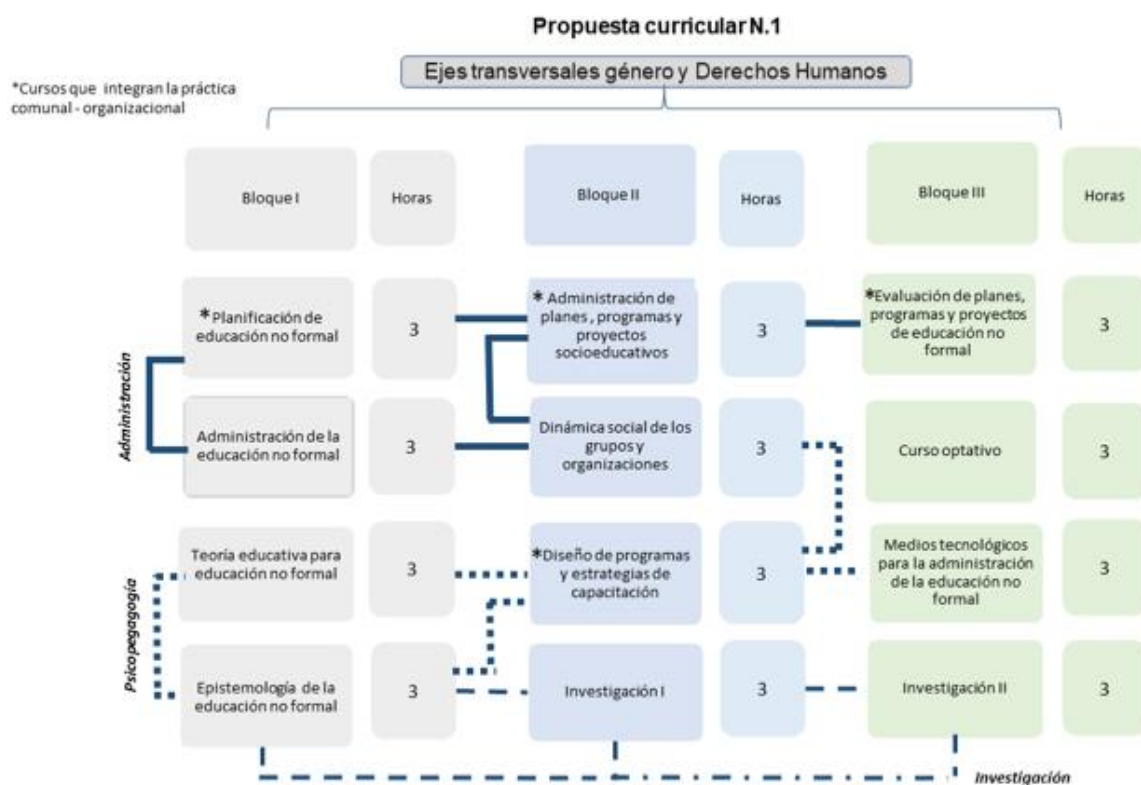 Propuesta curricular N.1
Ejes transversales género y Derechos Humanos
*Cursos que integran la práctica
comunal - organizacional
Bloque I
Horas
Bloque II
Horas
Bloque III
Horas
Administración
*Planificación de
educación no formal
3
* Administración de
planes , programas y
proyectos
socioeducativos
3
*Evaluación de planes,
programas y proyectos
de educación no
formal
3
Administración de la
educación no formal
3
Dinámica social de los
grupos y
organizaciones
3
Curso optativo
3
Psicopegagogía
Teoría educativa para
educación no formal
3
*Diseño de programas
y estrategias de
capacitación
3
Medios tecnológicos
para la administración
de la educación no
formal
3
Epistemología de la
educación no formal
3
Investigación I
3
Investigación II
3
Investigación